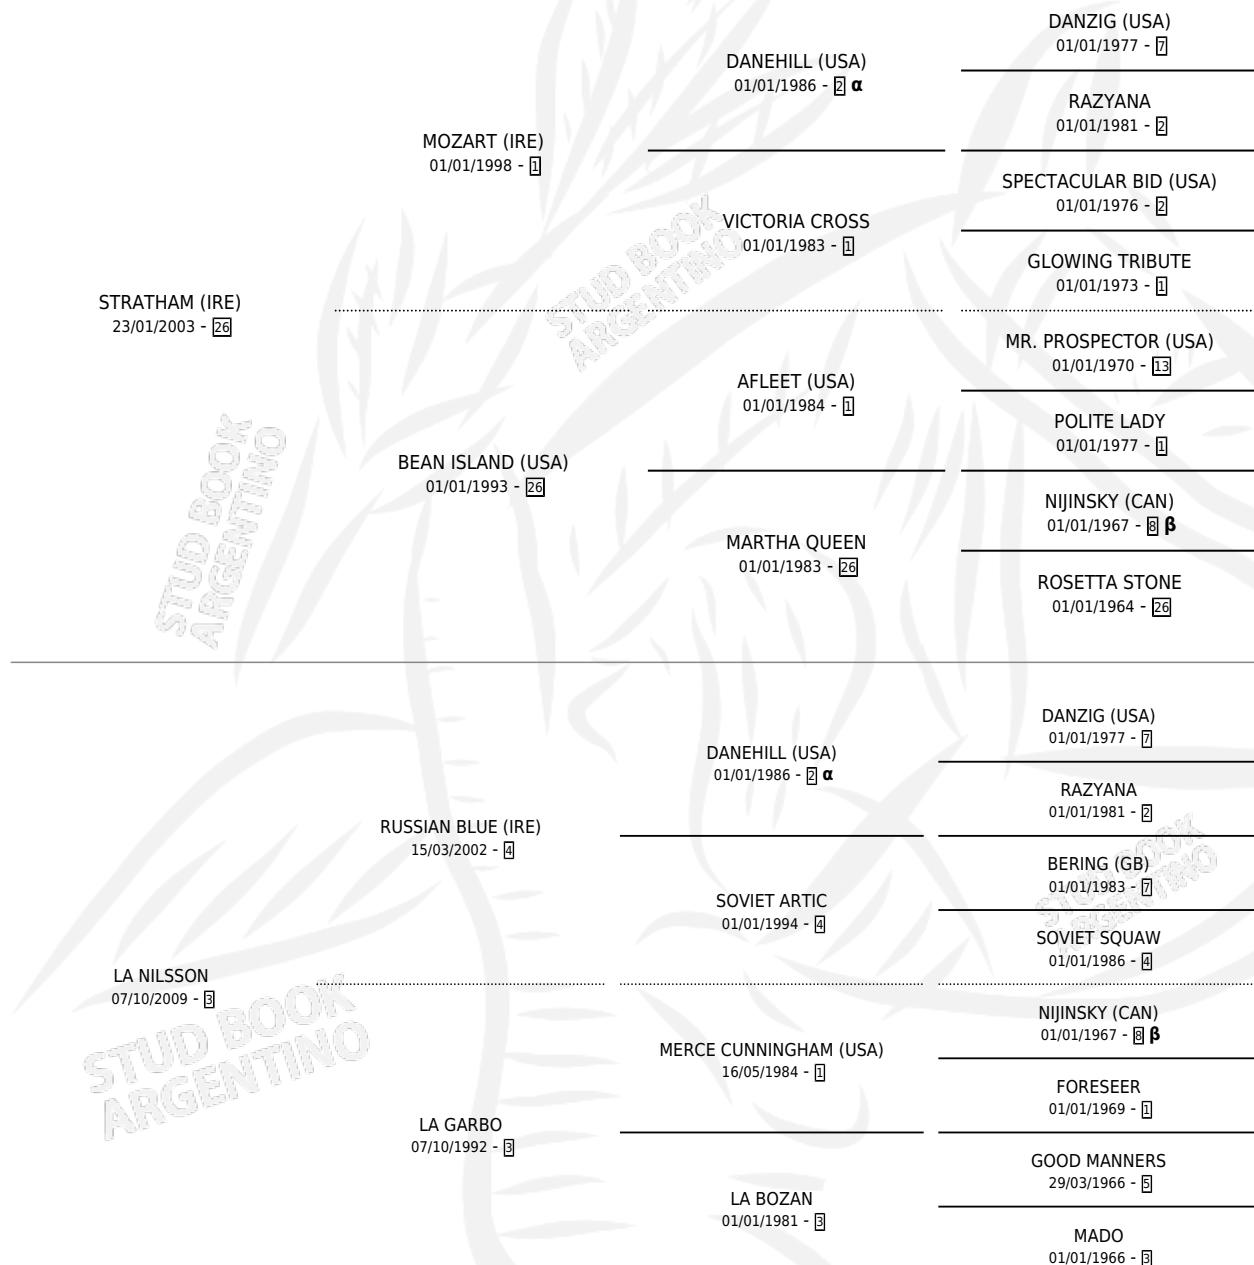 DANZIG (USA)
01/01/1977 - 7
DANEHILL (USA)
01/01/1986 - 2 α
RAZYANA
01/01/1981 - 2
MOZART (IRE)
01/01/1998 - 1
SPECTACULAR BID (USA)
01/01/1976 - 2
VICTORIA CROSS
01/01/1983 - 1
GLOWING TRIBUTE
01/01/1973 - 1
STUD BOOK
ARGENTINO
STRATHAM (IRE)
23/01/2003 - 26
MR. PROSPECTOR (USA)
01/01/1970 - 13
AFLEET (USA)
01/01/1984 - 1
POLITE LADY
01/01/1977 - 1
BEAN ISLAND (USA)
01/01/1993 - 26
NIJINSKY (CAN)
01/01/1967 - 8 β
MARTHA QUEEN
01/01/1983 - 26
ROSETTA STONE
01/01/1964 - 26
STUD BOOK
ARGENTINO
DANZIG (USA)
01/01/1977 - 7
DANEHILL (USA)
01/01/1986 - 2 α
RAZYANA
01/01/1981 - 2
RUSSIAN BLUE (IRE)
15/03/2002 - 4
BERING (GB)
01/01/1983 - 7
STUD BOOK
ARGENTINO
SOVIET ARTIC
01/01/1994 - 4
SOVIET SQUAW
01/01/1986 - 4
LA NILSSON
07/10/2009 - 3
NIJINSKY (CAN)
01/01/1967 - 8 β
MERCE CUNNINGHAM (USA)
16/05/1984 - 1
STUD BOOK
ARGENTINO
FORESEER
01/01/1969 - 1
LA GARBO
07/10/1992 - 3
GOOD MANNERS
29/03/1966 - 5
LA BOZAN
01/01/1981 - 3
MADO
01/01/1966 - 3